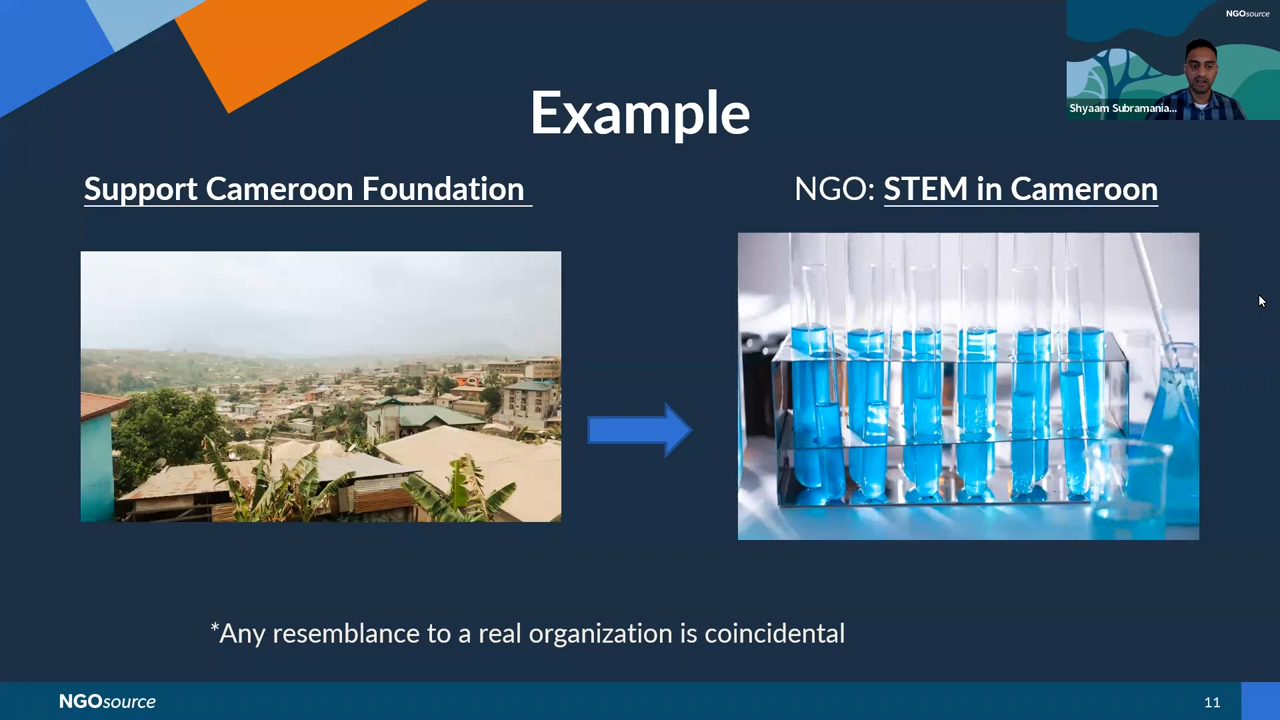 NGOsource
Shyaam Subramania...
Example
Support Cameroon Foundation
NGO: STEM in Cameroon
*Any resemblance to a real organization is coincidental
NGOsource
11